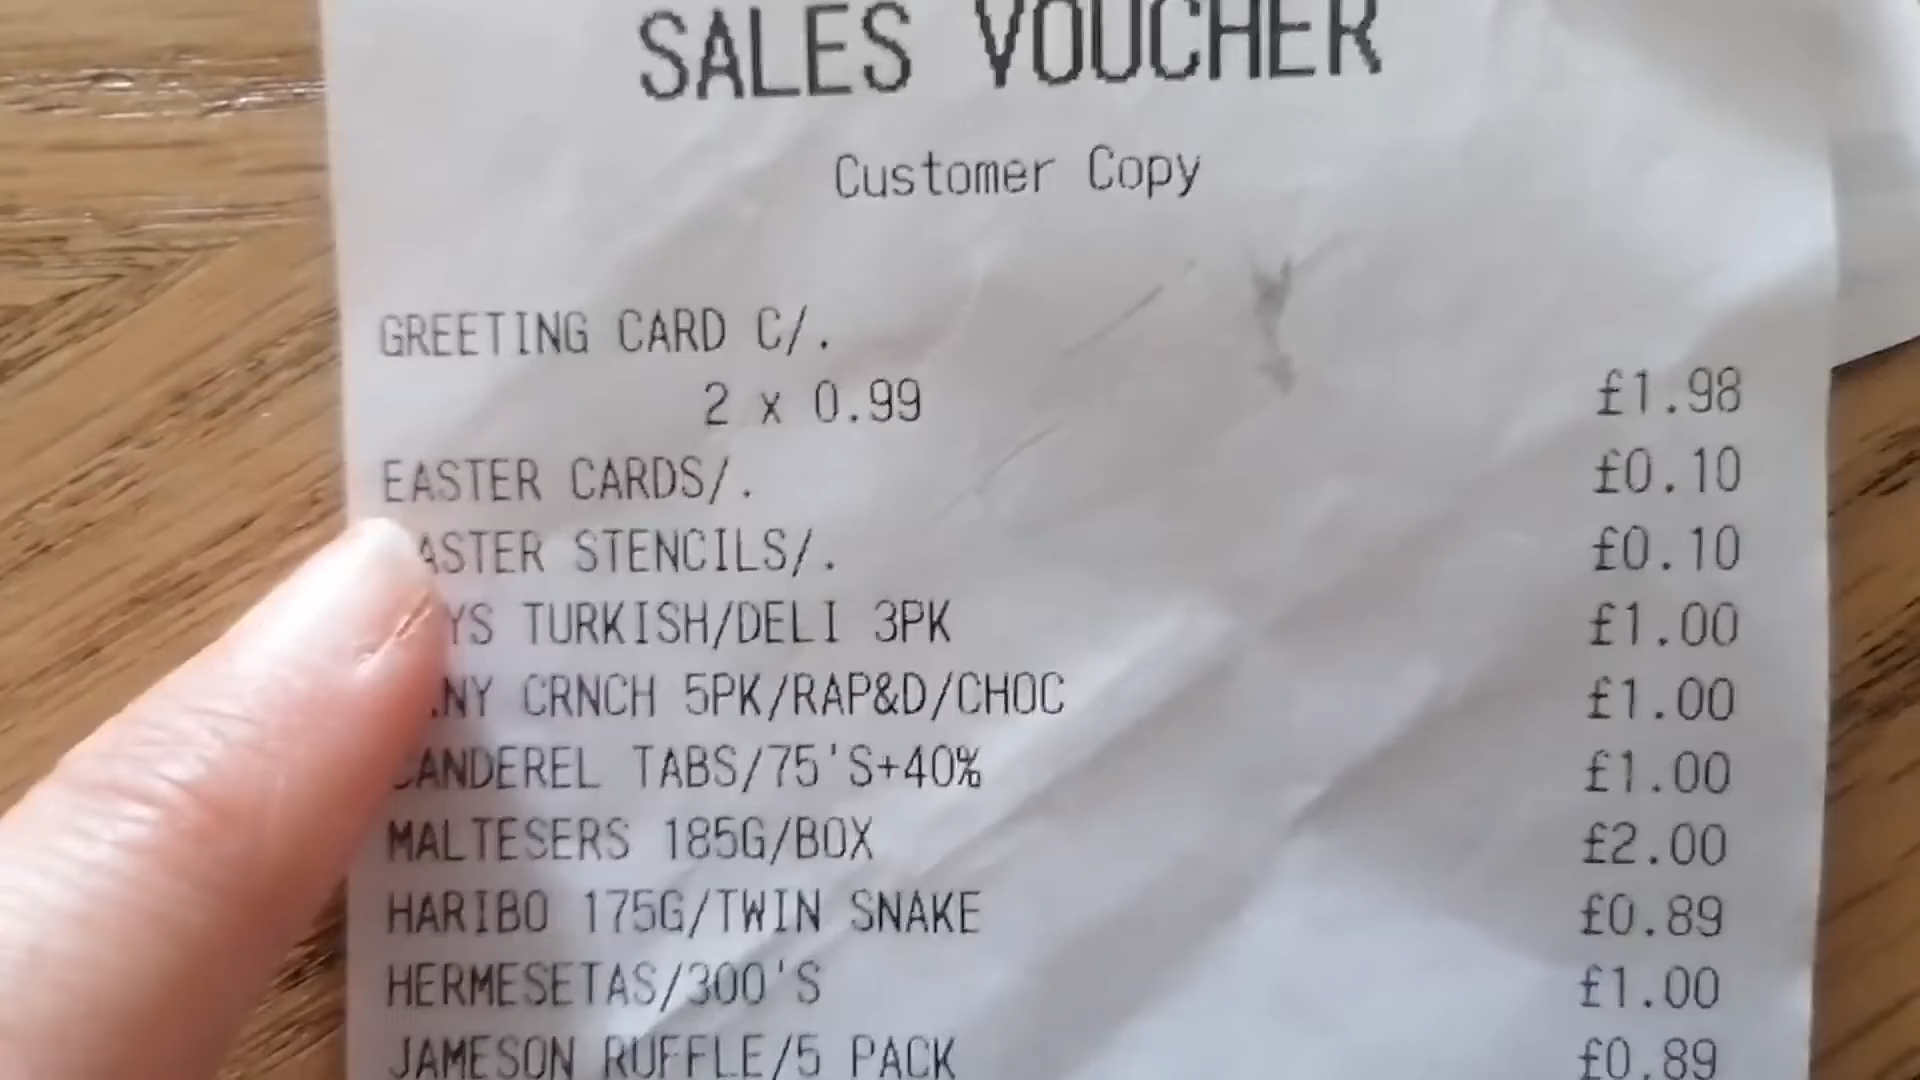 SALES VOUCHER
Customer Copy
GREETING CARD C/.
2 x 0.99 £1.98
EASTER CARDS/. £0.10
ASTER STENCILS/. £0.10
YS TURKISH/DELI 3PK £1.00
NY CRNCH 5PK/RAP&D/CHOC £1.00
CANDEREL TABS/75'S+40% £1.00
MALTESERS 185G/BOX £2.00
HARIBO 175G/TWIN SNAKE £0.89
HERMESETAS/300'S £1.00
JAMESON RUFFLE/5 PACK £0.89